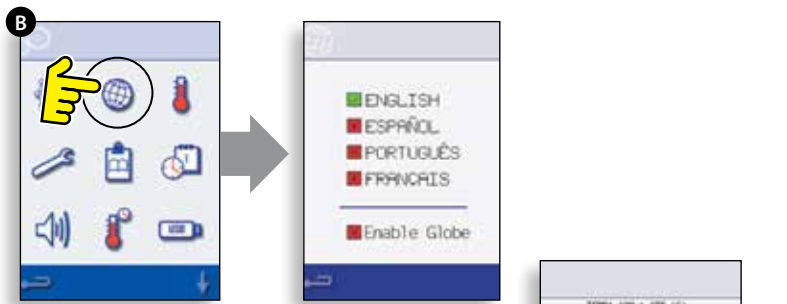 B
ENGLISH
ESPAÑOL
PORTUGUÊS
FRANCAIS
Enable Globe
USB